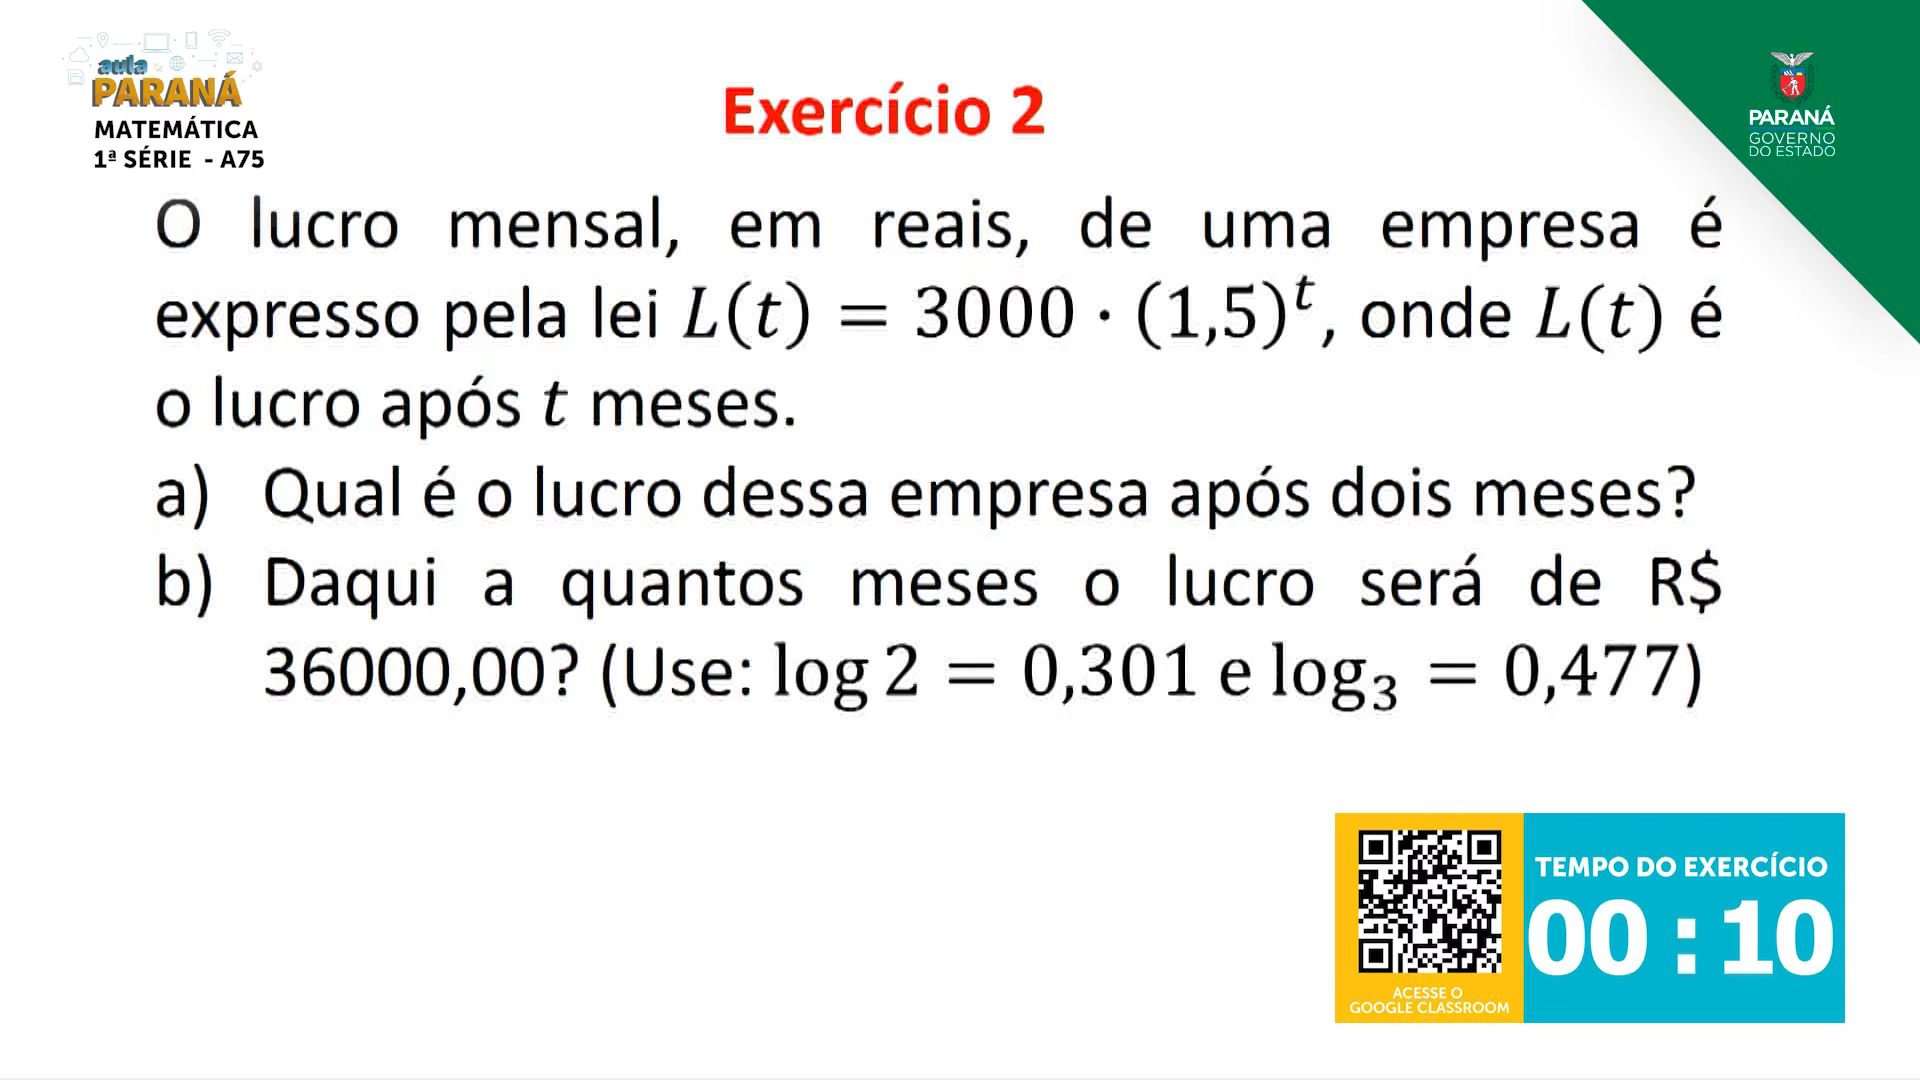 aula
PARANÁ
MATEMÁTICA
1ª SÉRIE - A75
Exercício 2
PARANÁ
GOVERNO
DO ESTADO
O lucro mensal, em reais, de uma empresa é
expresso pela lei L(t) = 3000 · (1,5)^t, onde L(t) é
o lucro após t meses.
a) Qual é o lucro dessa empresa após dois meses?
b) Daqui a quantos meses o lucro será de R$
36000,00? (Use: log 2 = 0,301 e log₃ = 0,477)
TEMPO DO EXERCÍCIO
00 : 10
ACESSE O
GOOGLE CLASSROOM